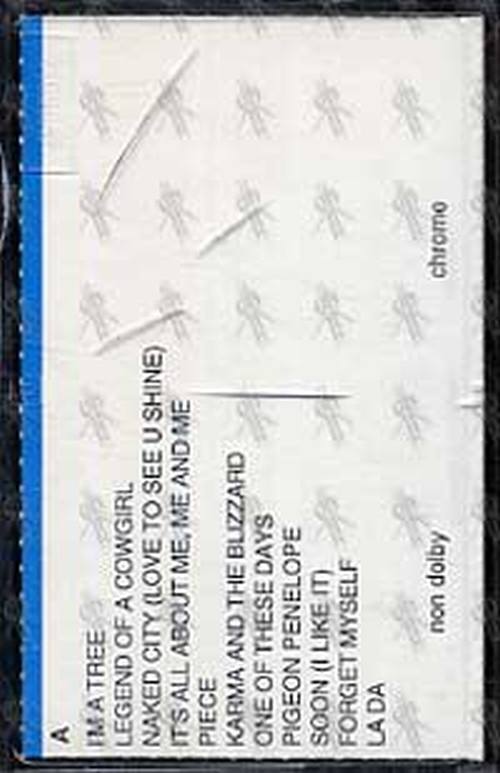 A
I'M A TREE
LEGEND OF A COWGIRL
NAKED CITY (LOVE TO SEE U SHINE)
IT'S ALL ABOUT ME, ME AND ME
PIECE
KARMA AND THE BLIZZARD
ONE OF THESE DAYS
PIGEON PENELOPE
SOON (I LIKE IT)
FORGET MYSELF
LA DA
non dolby
chrome